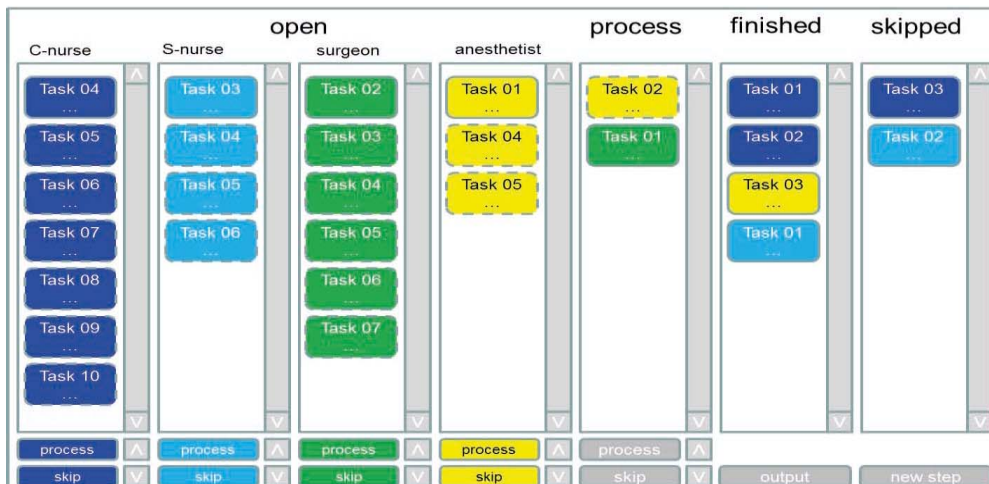 open process finished skipped
C-nurse S-nurse surgeon anesthetist
Task 04
...
Task 05
...
Task 06
...
Task 07
...
Task 08
...
Task 09
...
Task 10
...
process
skip
Task 03
...
Task 04
...
Task 05
...
Task 06
...
process
skip
Task 02
...
Task 03
...
Task 04
...
Task 05
...
Task 06
...
Task 07
...
process
skip
Task 01
...
Task 04
...
Task 05
...
process
skip
Task 02
...
Task 01
...
process
skip
Task 01
...
Task 02
...
Task 03
...
Task 01
...
output
Task 03
...
Task 02
...
new step